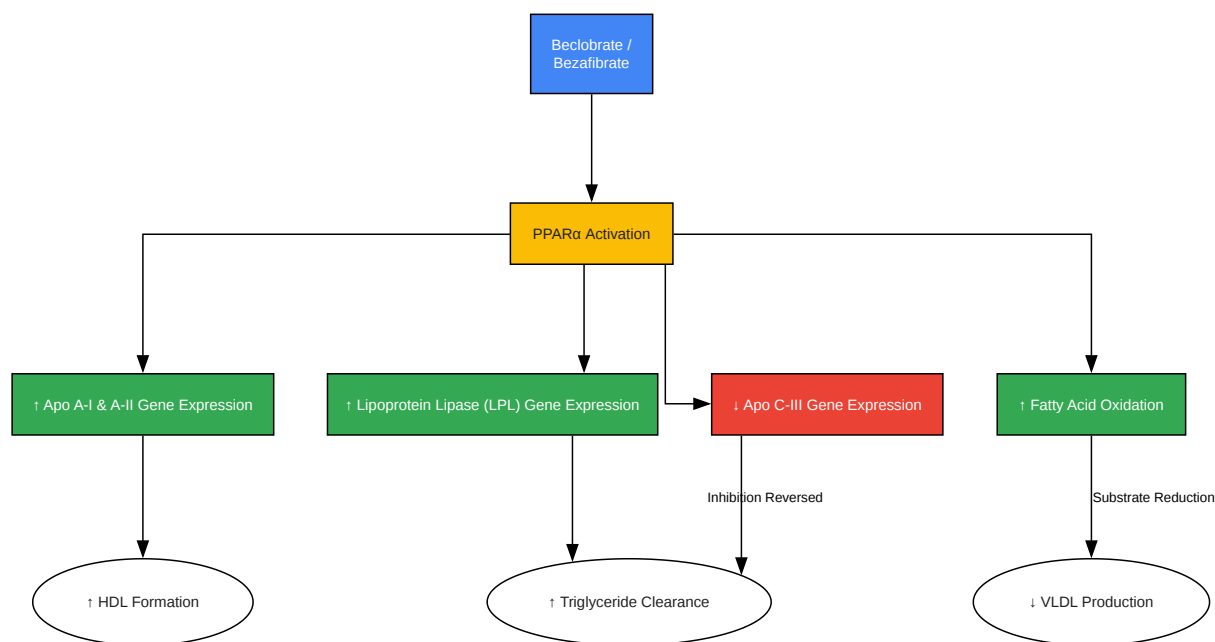 Beclobrate /
Bezafibrate
PPARα Activation
↑ Apo A-I & A-II Gene Expression
↑ Lipoprotein Lipase (LPL) Gene Expression
↓ Apo C-III Gene Expression
↑ Fatty Acid Oxidation
Inhibition Reversed
Substrate Reduction
↑ HDL Formation
↑ Triglyceride Clearance
↓ VLDL Production